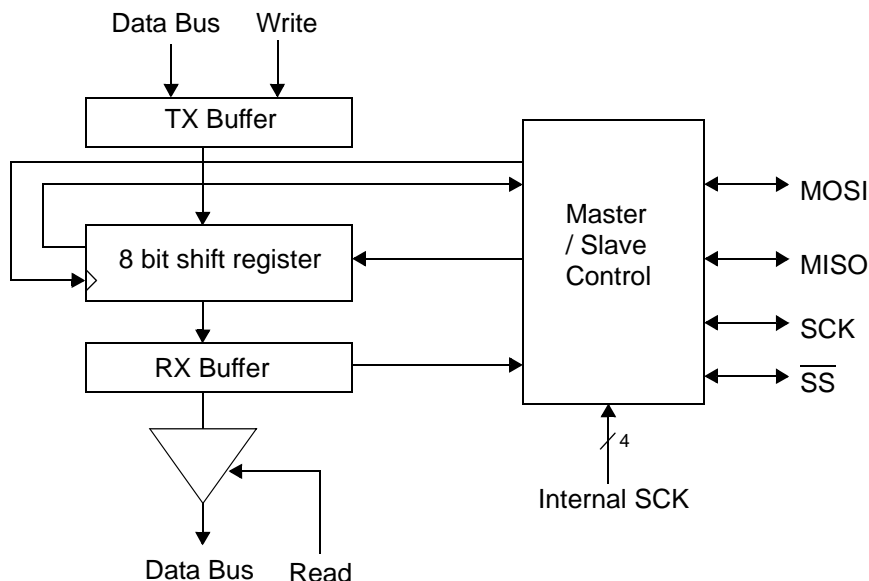 Data Bus
Write
TX Buffer
8 bit shift register
RX Buffer
Master
/ Slave
Control
MOSI
MISO
SCK
S̅S̅
4
Internal SCK
Data Bus
Read